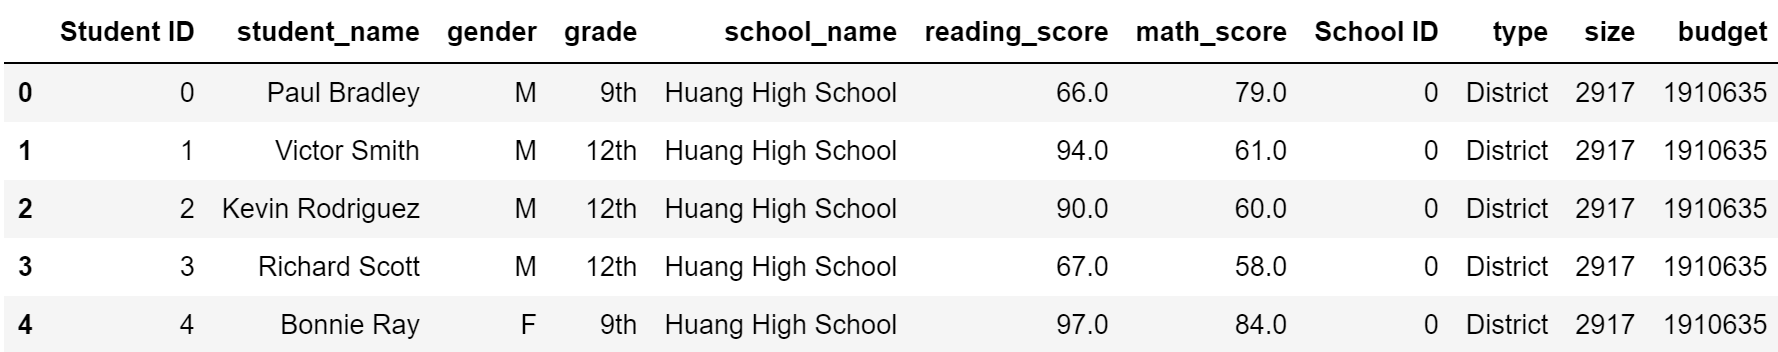 Student ID student_name gender grade school_name reading_score math_score School ID type size budget
0 0 Paul Bradley M 9th Huang High School 66.0 79.0 0 District 2917 1910635
1 1 Victor Smith M 12th Huang High School 94.0 61.0 0 District 2917 1910635
2 2 Kevin Rodriguez M 12th Huang High School 90.0 60.0 0 District 2917 1910635
3 3 Richard Scott M 12th Huang High School 67.0 58.0 0 District 2917 1910635
4 4 Bonnie Ray F 9th Huang High School 97.0 84.0 0 District 2917 1910635